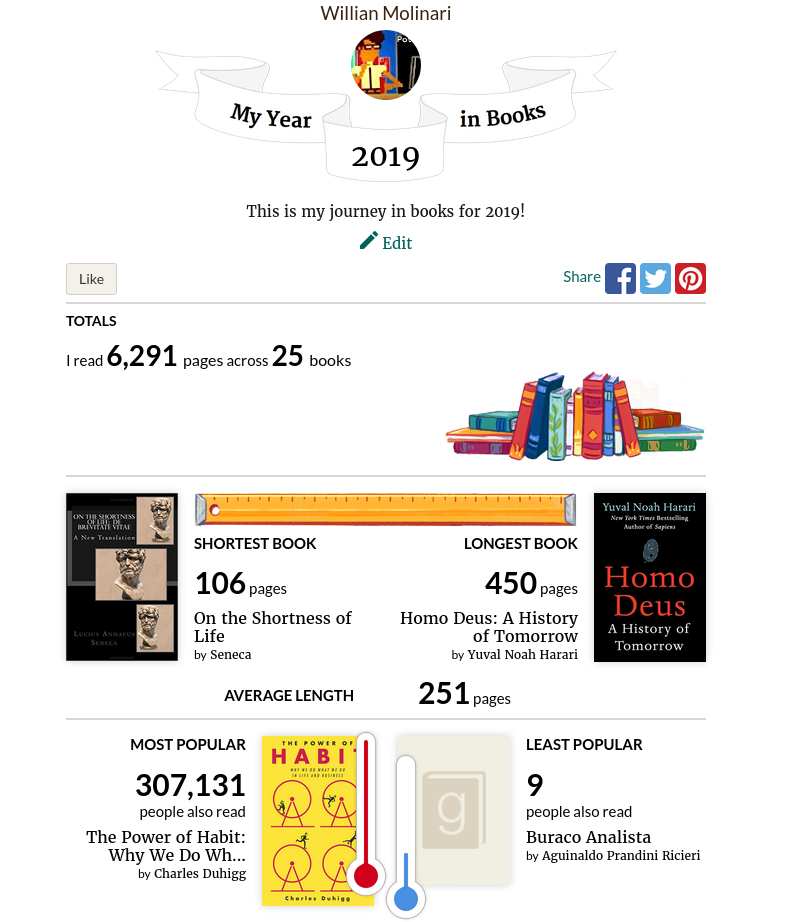 Willian Molinari
My Year
in Books
2019
This is my journey in books for 2019!
Edit
Like
Share
TOTALS
I read 6,291 pages across 25 books
ON THE SHORTNESS
OF LIFE: DE
BREVITATE VITAE
A New Translation
LUCIUS ANNAEUS
SENECA
SHORTEST BOOK
106 pages
On the Shortness of
Life
by Seneca
LONGEST BOOK
450 pages
Homo Deus: A History
of Tomorrow
by Yuval Noah Harari
Yuval Noah Harari
New York Times Bestselling
Author of Sapiens
Homo
Deus
A History of
Tomorrow
AVERAGE LENGTH
251 pages
MOST POPULAR
307,131
people also read
The Power of Habit:
Why We Do Wh...
by Charles Duhigg
THE POWER OF
HABIT
WHY WE DO WHAT WE DO
IN LIFE AND BUSINESS
Charles Duhigg
g
LEAST POPULAR
9
people also read
Buraco Analista
by Aguinaldo Prandini Ricieri